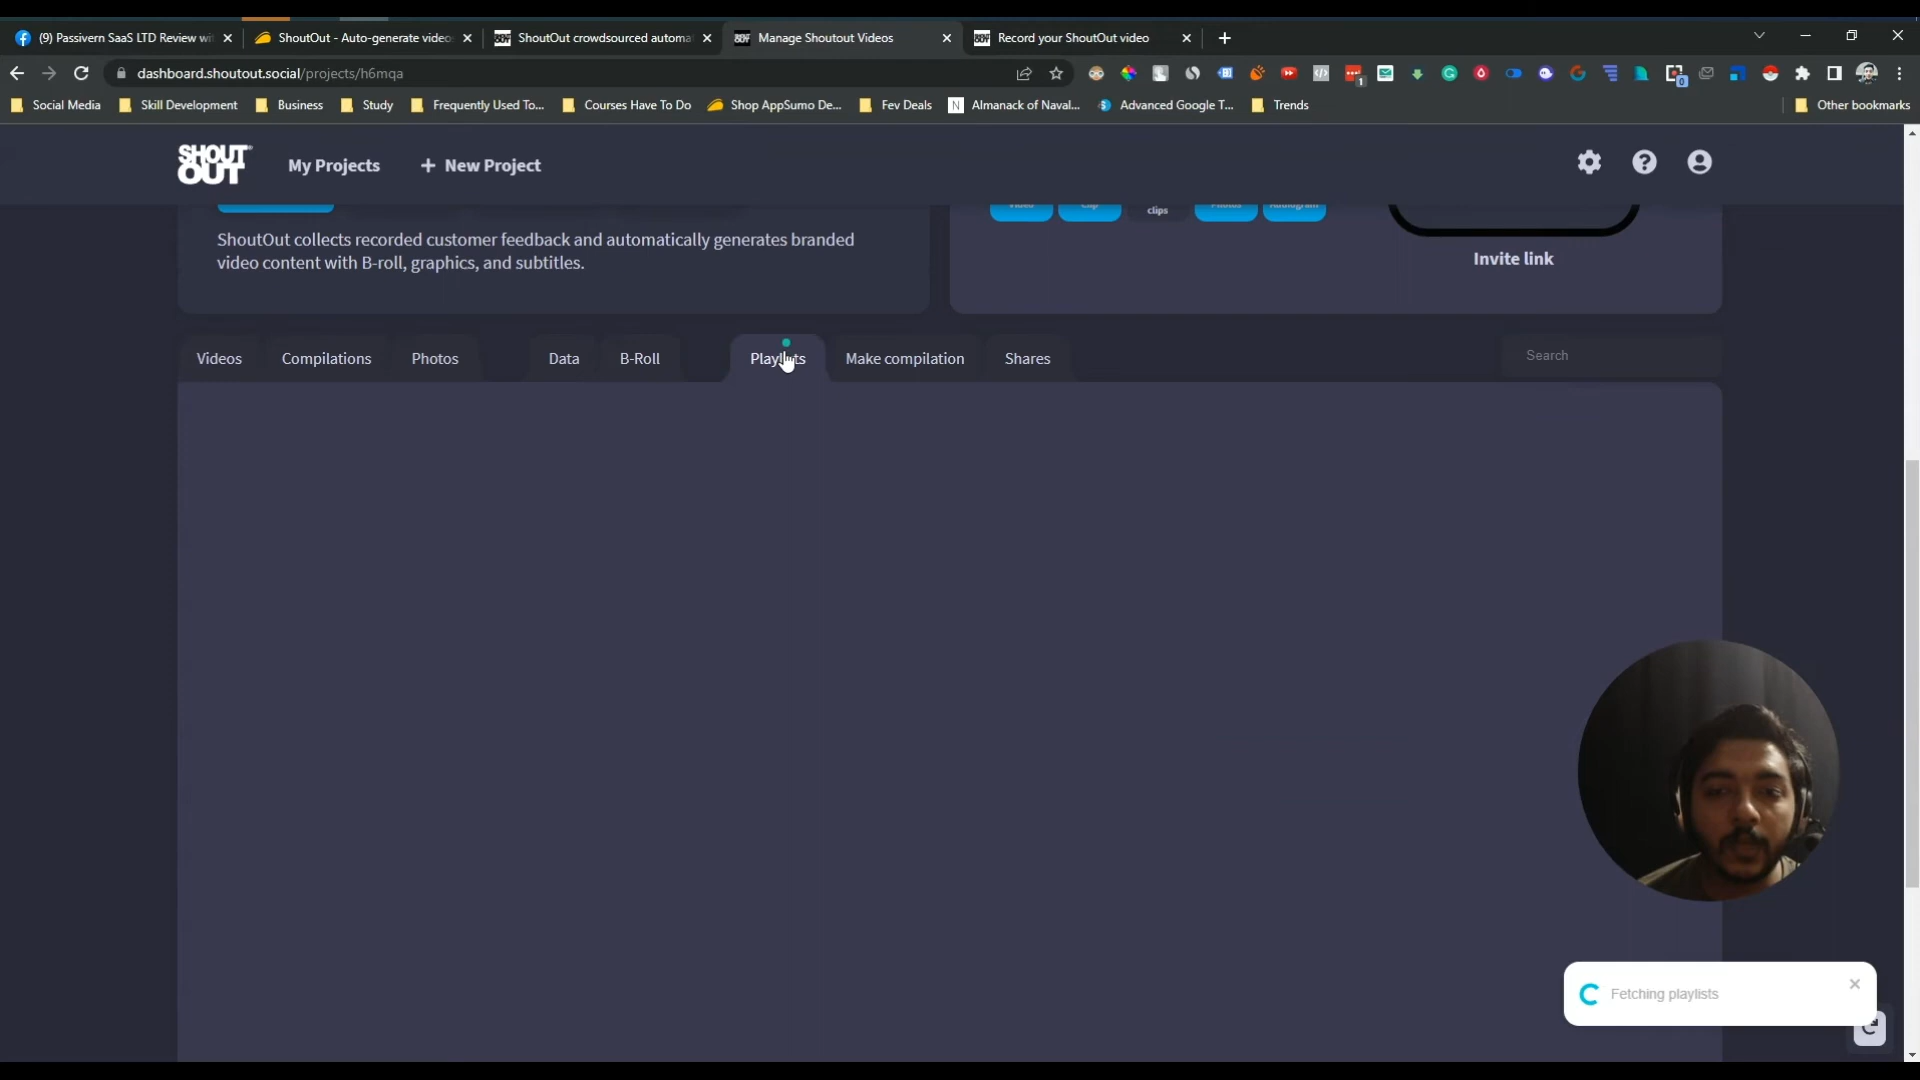 (9) Passivern SaaS LTD Review wi
ShoutOut - Auto-generate video
ShoutOut crowdsourced automa
Manage Shoutout Videos
Record your ShoutOut video
dashboard.shoutout.social/projects/h6mqa
Social Media
Skill Development
Business
Study
Frequently Used To...
Courses Have To Do
Shop AppSumo De...
Fev Deals
Almanack of Naval...
Advanced Google T...
Trends
Other bookmarks
SHOUT
OUT
My Projects
+ New Project
Video
Clip
clips
Photos
Audiogram
ShoutOut collects recorded customer feedback and automatically generates branded
video content with B-roll, graphics, and subtitles.
Invite link
Videos
Compilations
Photos
Data
B-Roll
Playlists
Make compilation
Shares
Search
Fetching playlists